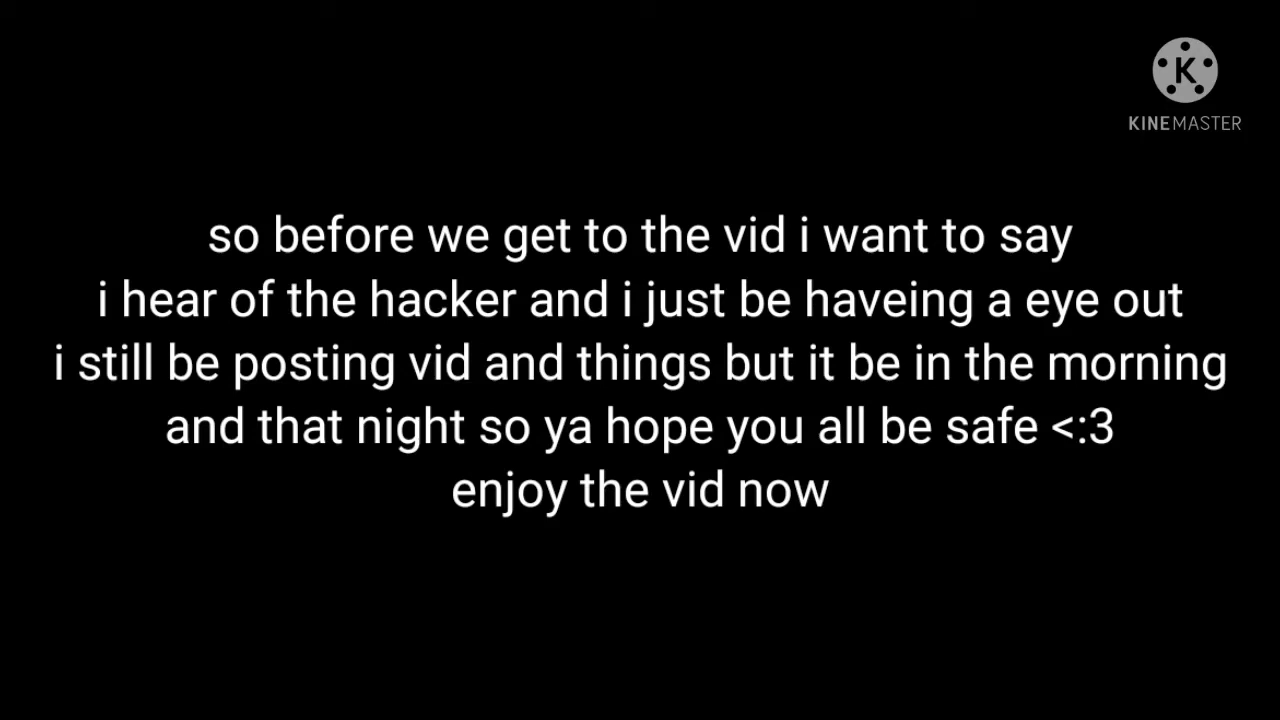 K
KINEMASTER
so before we get to the vid i want to say
i hear of the hacker and i just be haveing a eye out
i still be posting vid and things but it be in the morning
and that night so ya hope you all be safe <:3
enjoy the vid now